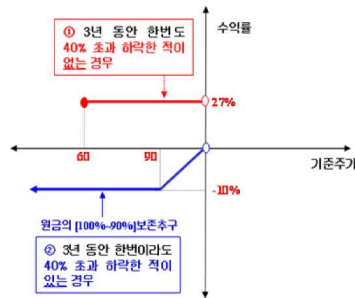 수익률
① 3년 동안 한번도
40% 초과 하락한 적이
없는 경우
27%
60
90
기준주가
-10%
원금의 [100%~90%]보존추구
② 3년 동안 한번이라도
40% 초과 하락한 적이
있는 경우